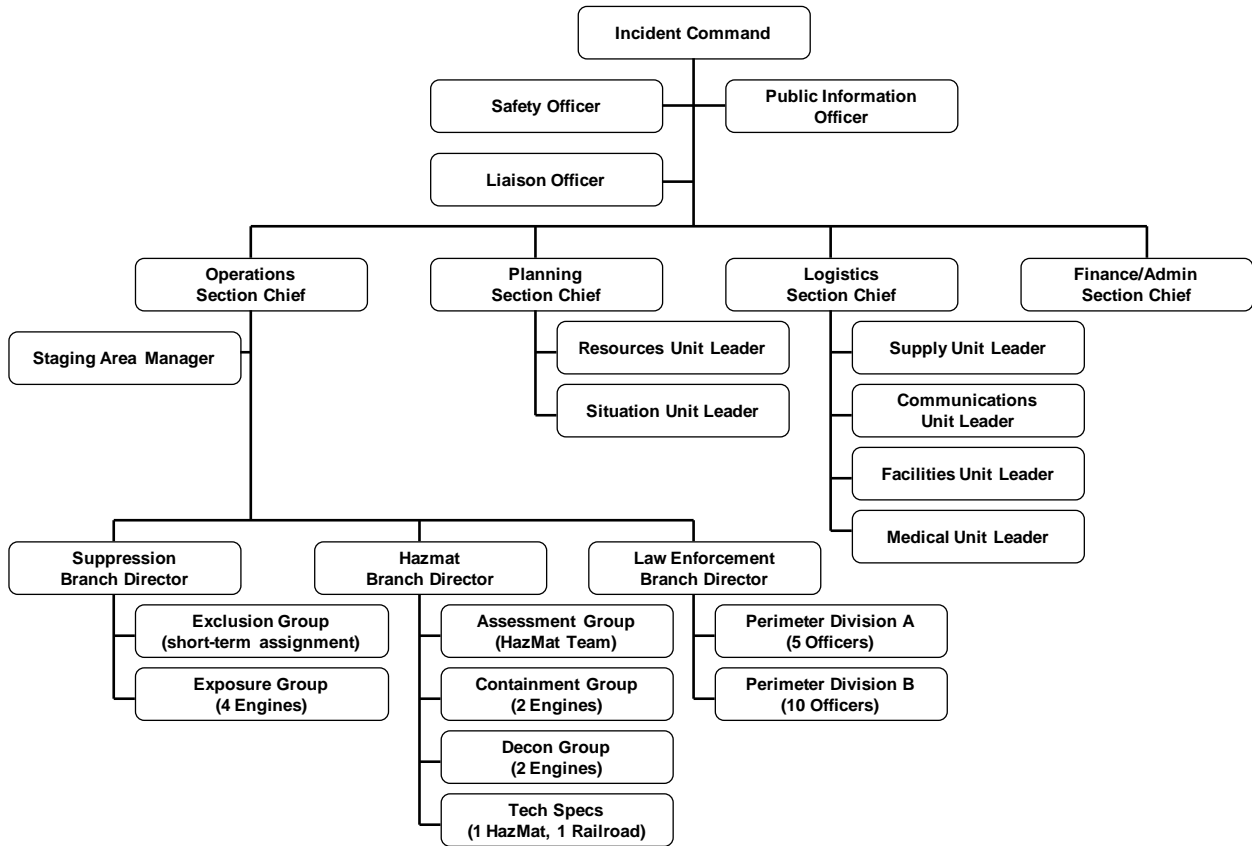 Incident Command
Safety Officer
Public Information
Officer
Liaison Officer
Operations
Section Chief
Planning
Section Chief
Logistics
Section Chief
Finance/Admin
Section Chief
Staging Area Manager
Resources Unit Leader
Situation Unit Leader
Supply Unit Leader
Communications
Unit Leader
Facilities Unit Leader
Medical Unit Leader
Suppression
Branch Director
Hazmat
Branch Director
Law Enforcement
Branch Director
Exclusion Group
(short-term assignment)
Exposure Group
(4 Engines)
Assessment Group
(HazMat Team)
Containment Group
(2 Engines)
Decon Group
(2 Engines)
Tech Specs
(1 HazMat, 1 Railroad)
Perimeter Division A
(5 Officers)
Perimeter Division B
(10 Officers)